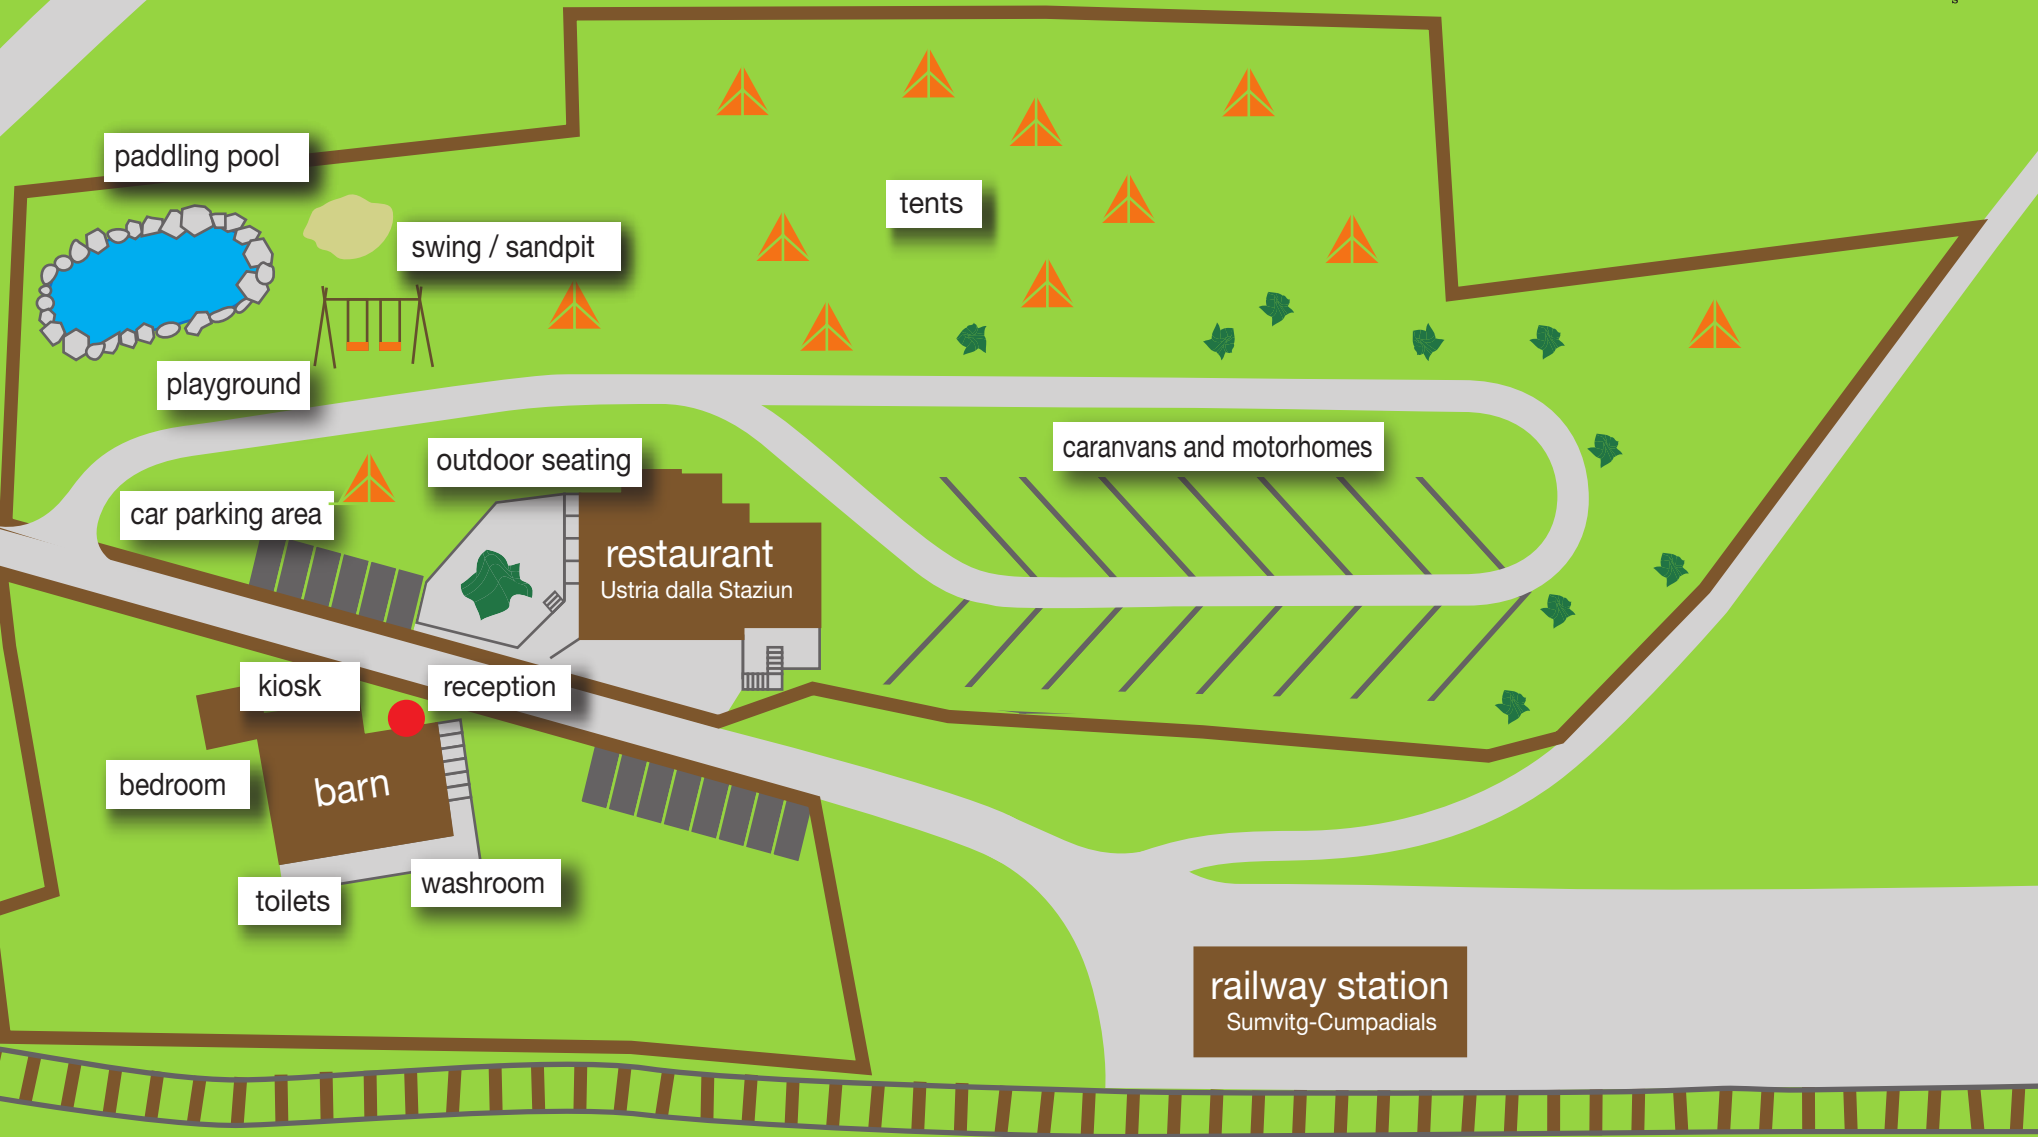 paddling pool
swing / sandpit
tents
playground
outdoor seating
caranvans and motorhomes
car parking area
restaurant
Ustria dalla Staziun
kiosk
reception
bedroom
barn
toilets
washroom
railway station
Sumvitg-Cumpadials